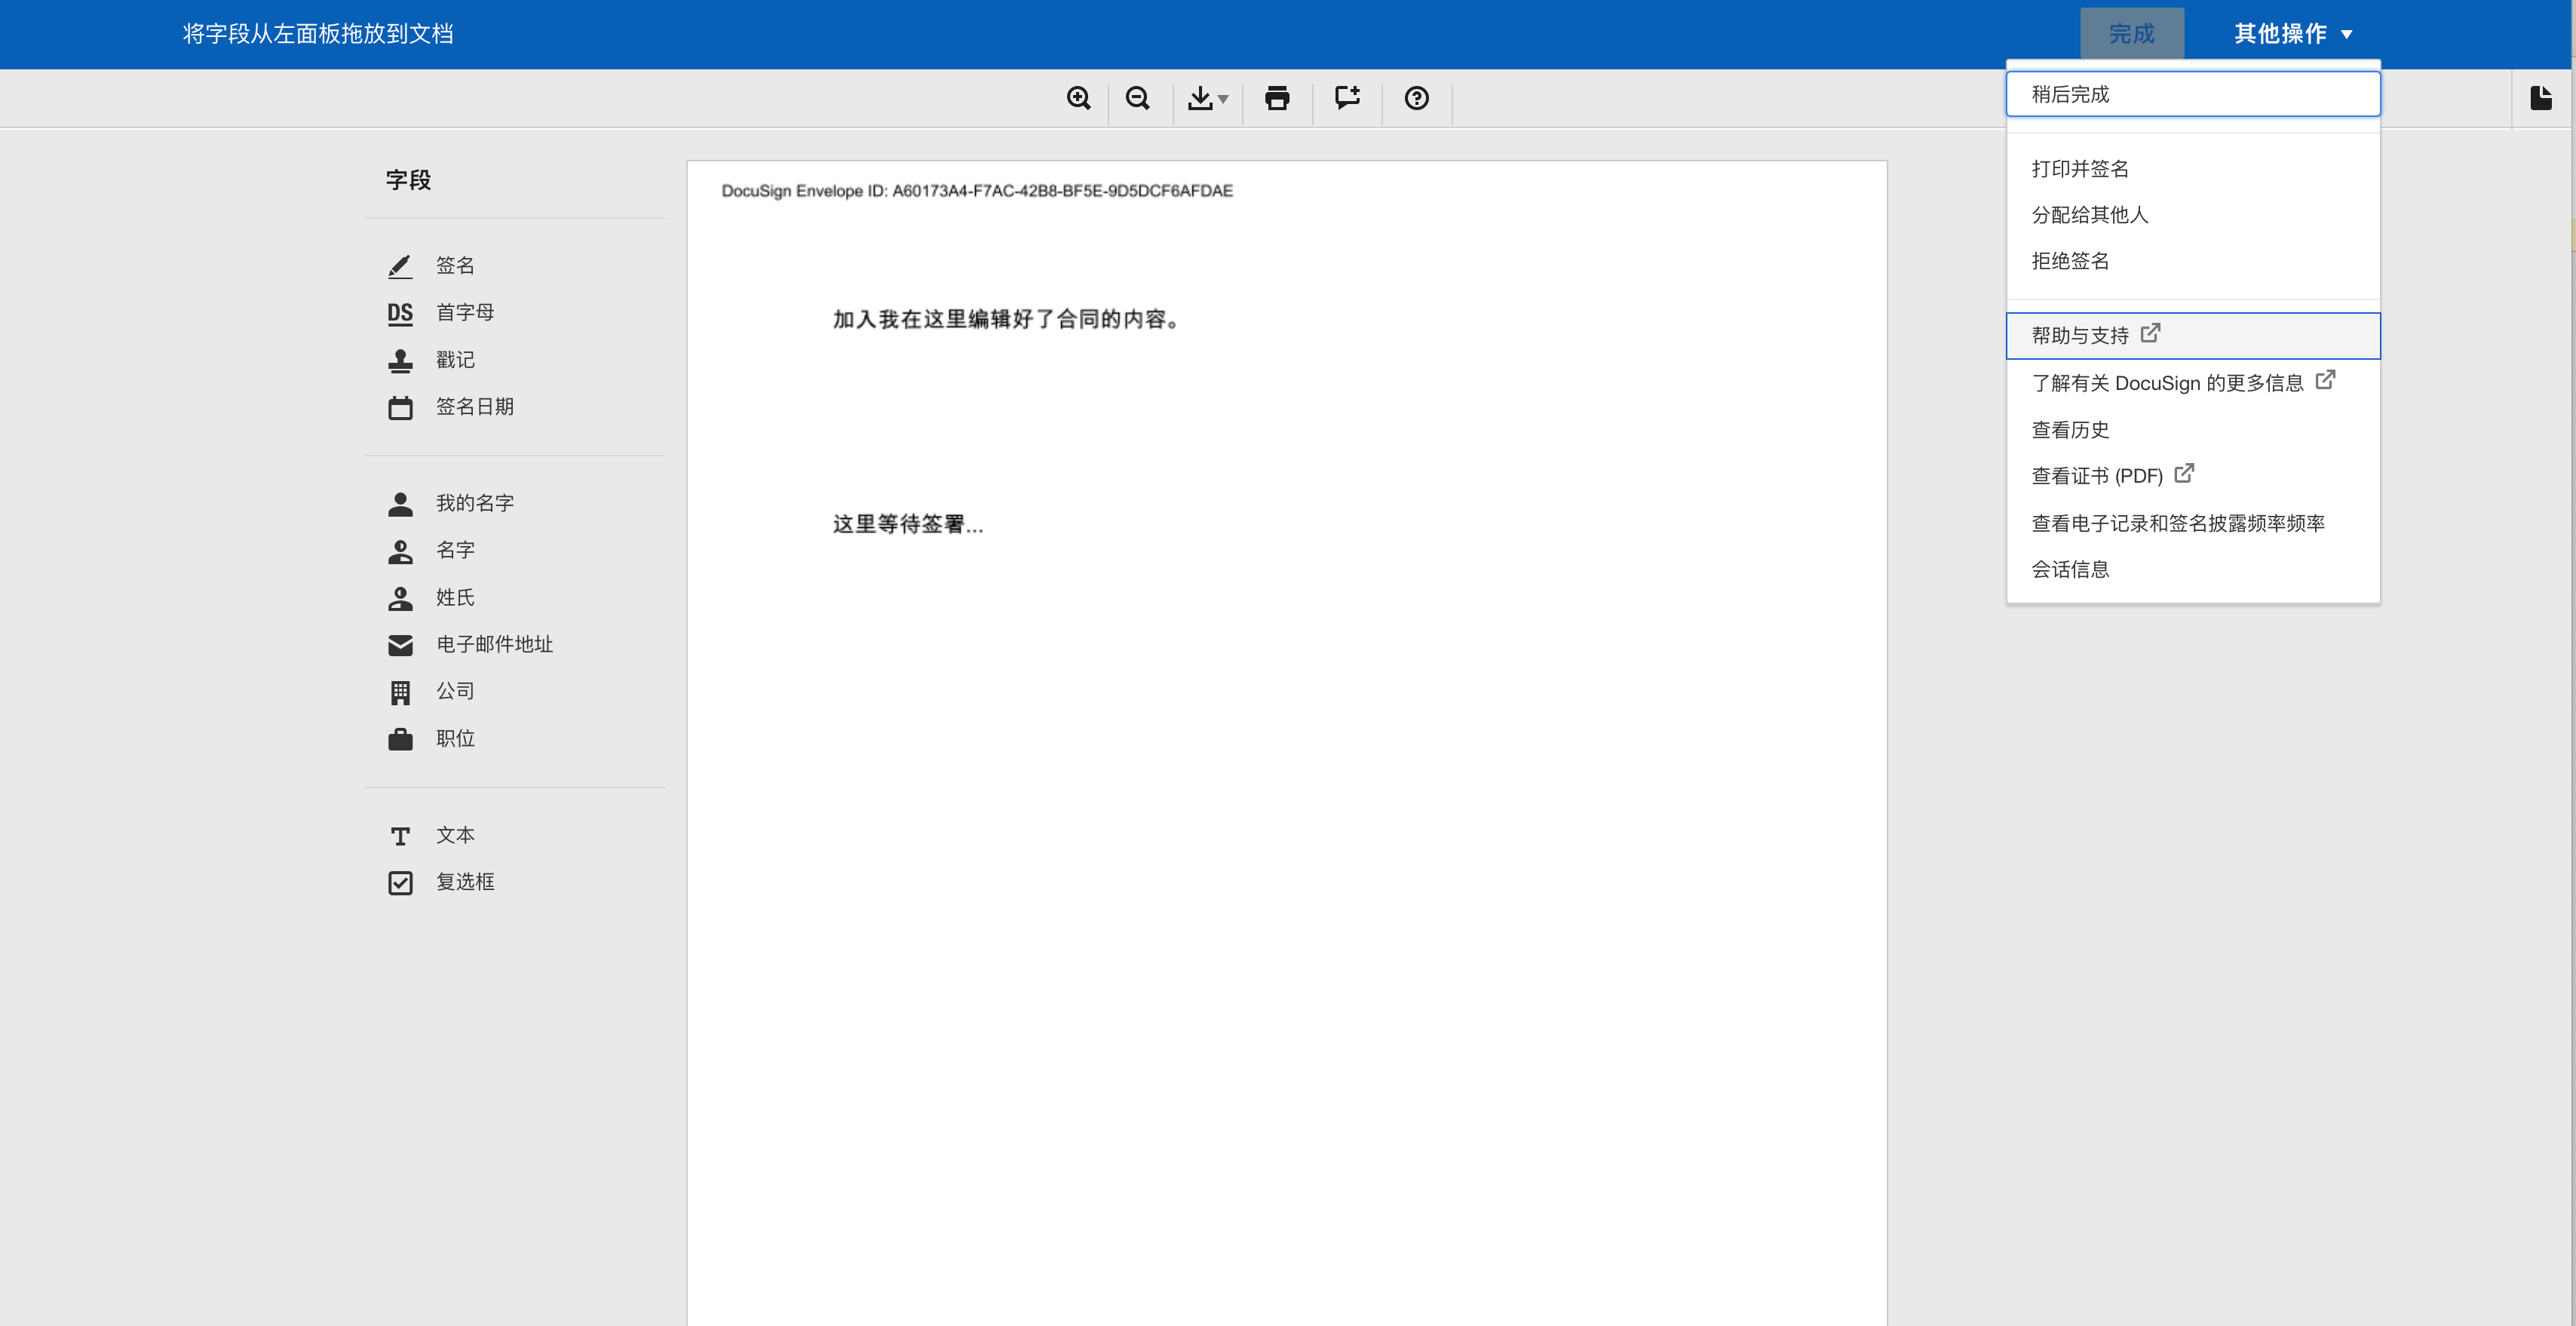 将字段从左面板拖放到文档
完成
其他操作
稍后完成
打印并签名
分配给其他人
拒绝签名
帮助与支持
了解有关 DocuSign 的更多信息
查看历史
查看证书 (PDF)
查看电子记录和签名披露频率频率
会话信息
字段
签名
DS 首字母
戳记
签名日期
我的名字
名字
姓氏
电子邮件地址
公司
职位
文本
复选框
DocuSign Envelope ID: A60173A4-F7AC-42B8-BF5E-9D5DCF6AFDAE
加入我在这里编辑好了合同的内容。
这里等待签署...